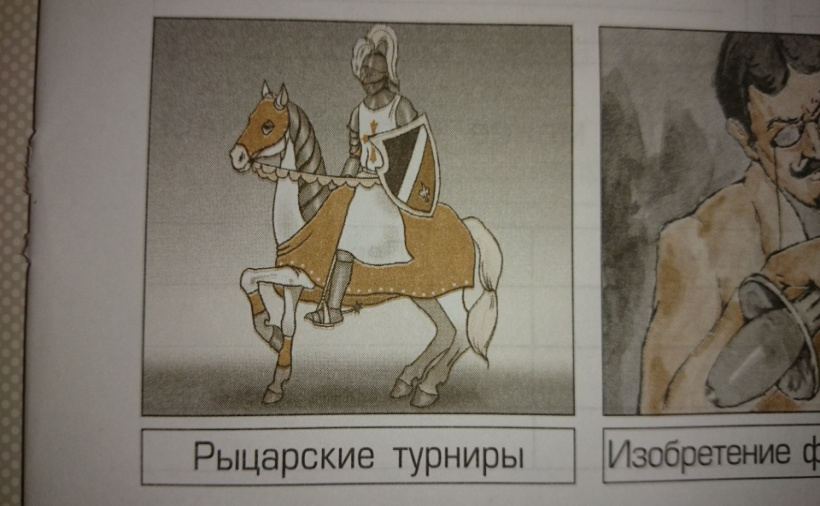 Рыцарские турниры
Изобретение